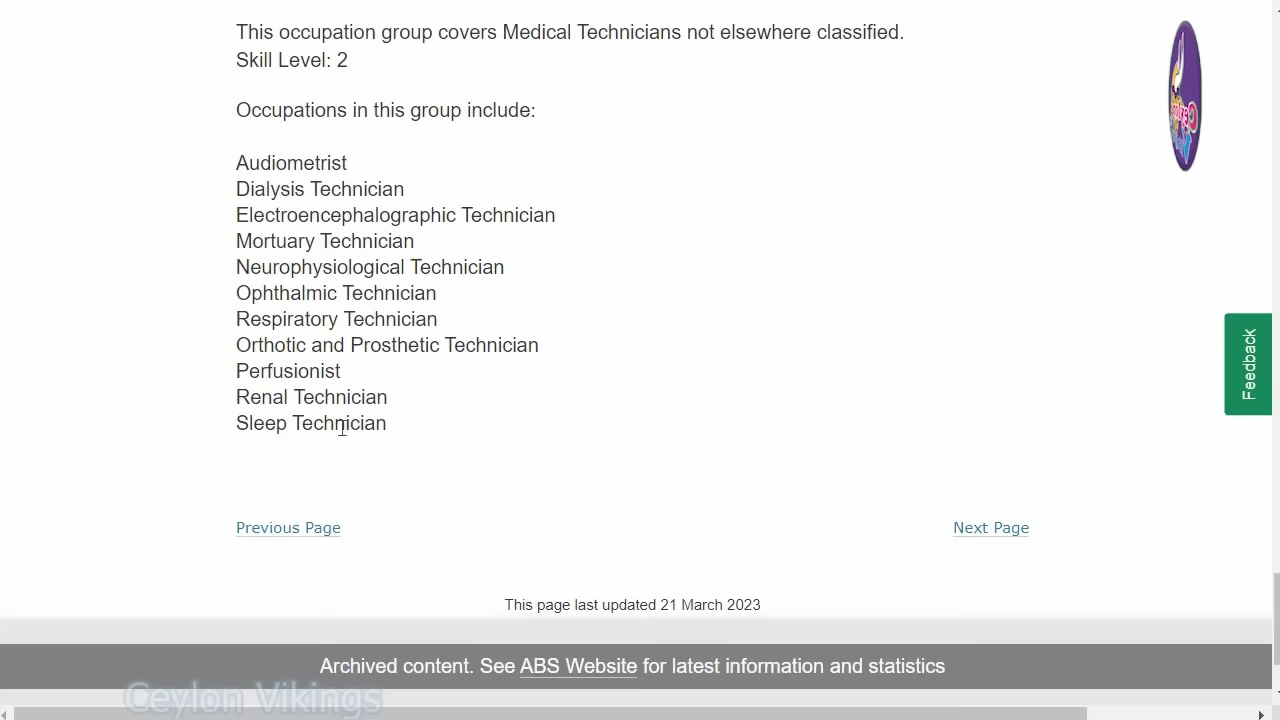 This occupation group covers Medical Technicians not elsewhere classified.
Skill Level: 2
Occupations in this group include:
Audiometrist
Dialysis Technician
Electroencephalographic Technician
Mortuary Technician
Neurophysiological Technician
Ophthalmic Technician
Respiratory Technician
Orthotic and Prosthetic Technician
Perfusionist
Renal Technician
Sleep Technician
Feedback
Previous Page
Next Page
This page last updated 21 March 2023
Archived content. See ABS Website for latest information and statistics
Ceylon Vikings